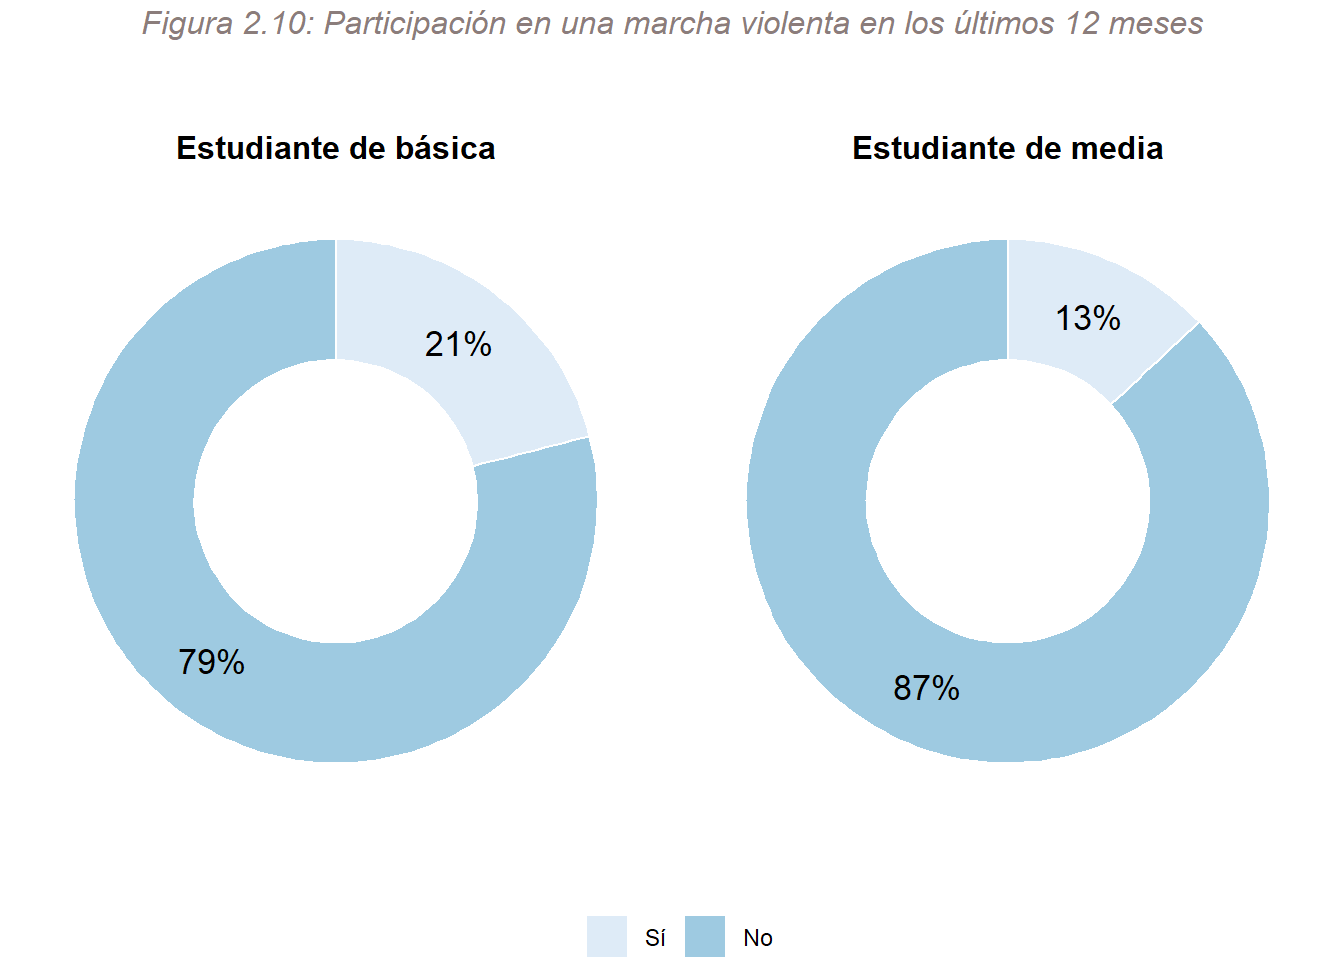 Figura 2.10: Participación en una marcha violenta en los últimos 12 meses
Estudiante de básica
Estudiante de media
21%
13%
79%
87%
Sí
No